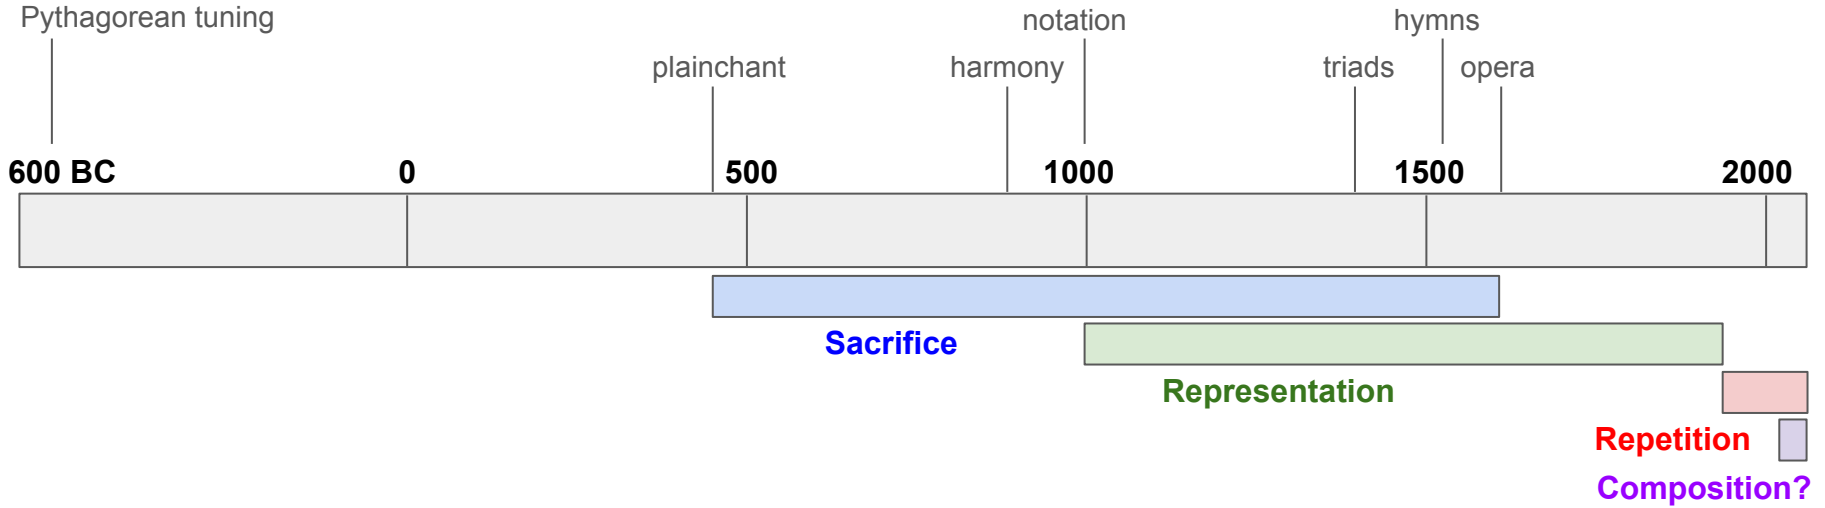 Pythagorean tuning
notation
hymns
plainchant
harmony
triads
opera
600 BC
0
500
1000
1500
2000
Sacrifice
Representation
Repetition
Composition?